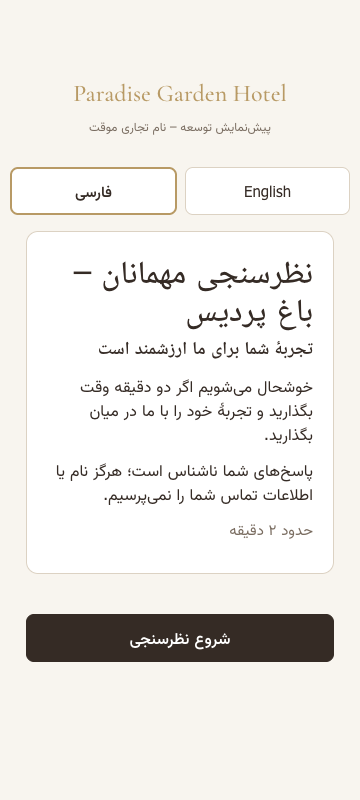 Paradise Garden Hotel
پیش‌نمایش توسعه – نام تجاری موقت
فارسی
English
نظرسنجی مهمانان –
باغ پردیس
تجربهٔ شما برای ما ارزشمند است
خوشحال می‌شویم اگر دو دقیقه وقت
بگذارید و تجربهٔ خود را با ما در میان
بگذارید.
پاسخ‌های شما ناشناس است؛ هرگز نام یا
اطلاعات تماس شما را نمی‌پرسیم.
حدود ۲ دقیقه
شروع نظرسنجی